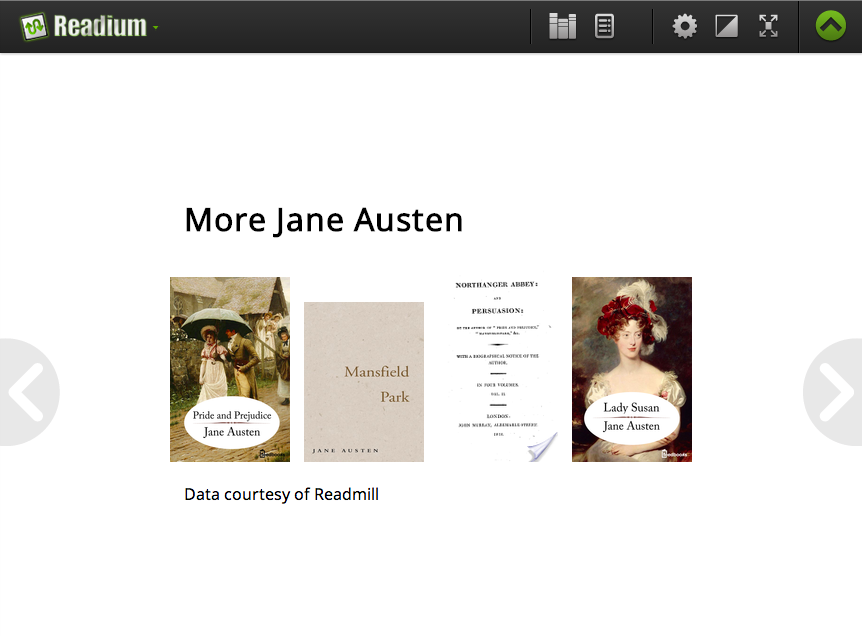 Readium
More Jane Austen
Pride and Prejudice
Jane Austen
Mansfield
Park
JANE AUSTEN
NORTHANGER ABBEY:
AND
PERSUASION:
BY THE AUTHOR OF "PRIDE AND PREJUDICE,"
"MANSFIELD-PARK," &c.
WITH A BIOGRAPHICAL NOTICE OF THE
AUTHOR.
IN FOUR VOLUMES.
LONDON:
JOHN MURRAY, ALBEMARLE-STREET
1818.
Lady Susan
Jane Austen
feedbooks
Data courtesy of Readmill